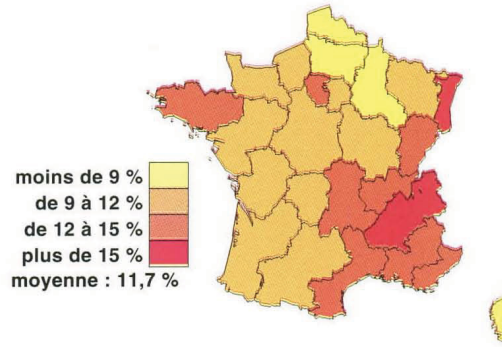 moins de 9 %
de 9 à 12 %
de 12 à 15 %
plus de 15 %
moyenne : 11,7 %